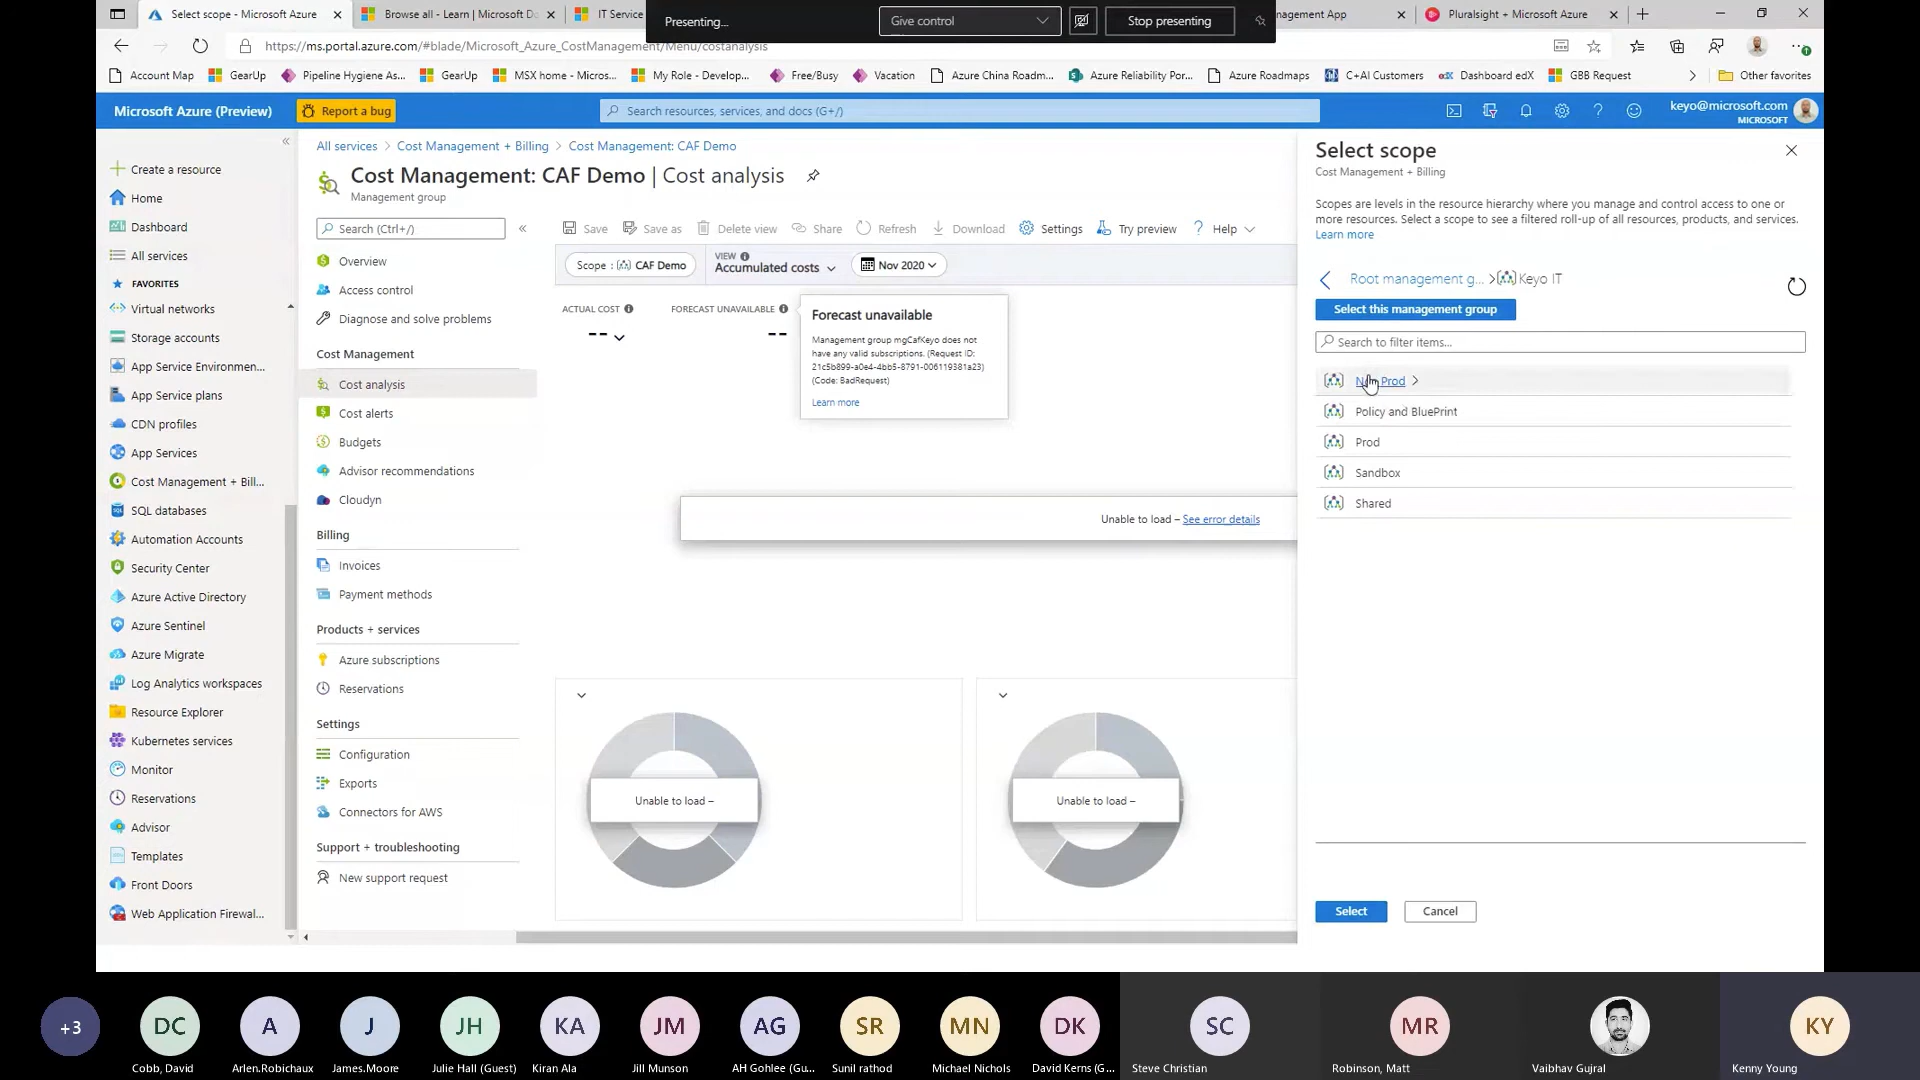 Select scope - Microsoft Azure
Browse all - Learn | Microsoft D
IT Service
Presenting...
Give control
Stop presenting
nagement App
Pluralsight + Microsoft Azure
https://ms.portal.azure.com/#blade/Microsoft_Azure_CostManagement/Menu/costanalysis
Account Map
GearUp
Pipeline Hygiene As...
GearUp
MSX home - Micros...
My Role - Develop...
Free/Busy
Vacation
Azure China Roadm...
Azure Reliability Por...
Azure Roadmaps
C+AI Customers
Dashboard edX
GBB Request
Other favorites
Microsoft Azure (Preview)
Report a bug
Search resources, services, and docs (G+/)
keyo@microsoft.com
MICROSOFT
Create a resource
Home
Dashboard
All services
FAVORITES
Virtual networks
Storage accounts
App Service Environmen...
App Service plans
CDN profiles
App Services
Cost Management + Bill...
SQL databases
Automation Accounts
Security Center
Azure Active Directory
Azure Sentinel
Azure Migrate
Log Analytics workspaces
Resource Explorer
Kubernetes services
Monitor
Reservations
Advisor
Templates
Front Doors
Web Application Firewal...
All services > Cost Management + Billing > Cost Management: CAF Demo
Cost Management: CAF Demo | Cost analysis
Management group
Search (Ctrl+/)
Overview
Access control
Diagnose and solve problems
Cost Management
Cost analysis
Cost alerts
Budgets
Advisor recommendations
Cloudyn
Billing
Invoices
Payment methods
Products + services
Azure subscriptions
Reservations
Settings
Configuration
Exports
Connectors for AWS
Support + troubleshooting
New support request
Save
Save as
Delete view
Share
Refresh
Download
Settings
Try preview
Help
Scope : CAF Demo
VIEW
Accumulated costs
Nov 2020
ACTUAL COST
--
FORECAST UNAVAILABLE
--
Forecast unavailable
Management group mgCafKeyo does not
have any valid subscriptions. (Request ID:
21c5b899-a0e4-4bb5-8791-006119381a23)
(Code: BadRequest)
Learn more
Unable to load – See error details
Unable to load –
Unable to load –
Select scope
Cost Management + Billing
Scopes are levels in the resource hierarchy where you manage and control access to one or
more resources. Select a scope to see a filtered roll-up of all resources, products, and services.
Learn more
Root management g... > Keyo IT
Select this management group
Search to filter items...
Prod
Policy and BluePrint
Prod
Sandbox
Shared
Select
Cancel
+3
DC
A
J
JH
KA
JM
AG
SR
MN
DK
SC
MR
KY
Cobb, David
Arlen.Robichaux
James.Moore
Julie Hall (Guest)
Kiran Ala
Jill Munson
AH Gohlee (Gu...
Sunil rathod
Michael Nichols
David Kerns (G...
Steve Christian
Robinson, Matt
Vaibhav Gujral
Kenny Young